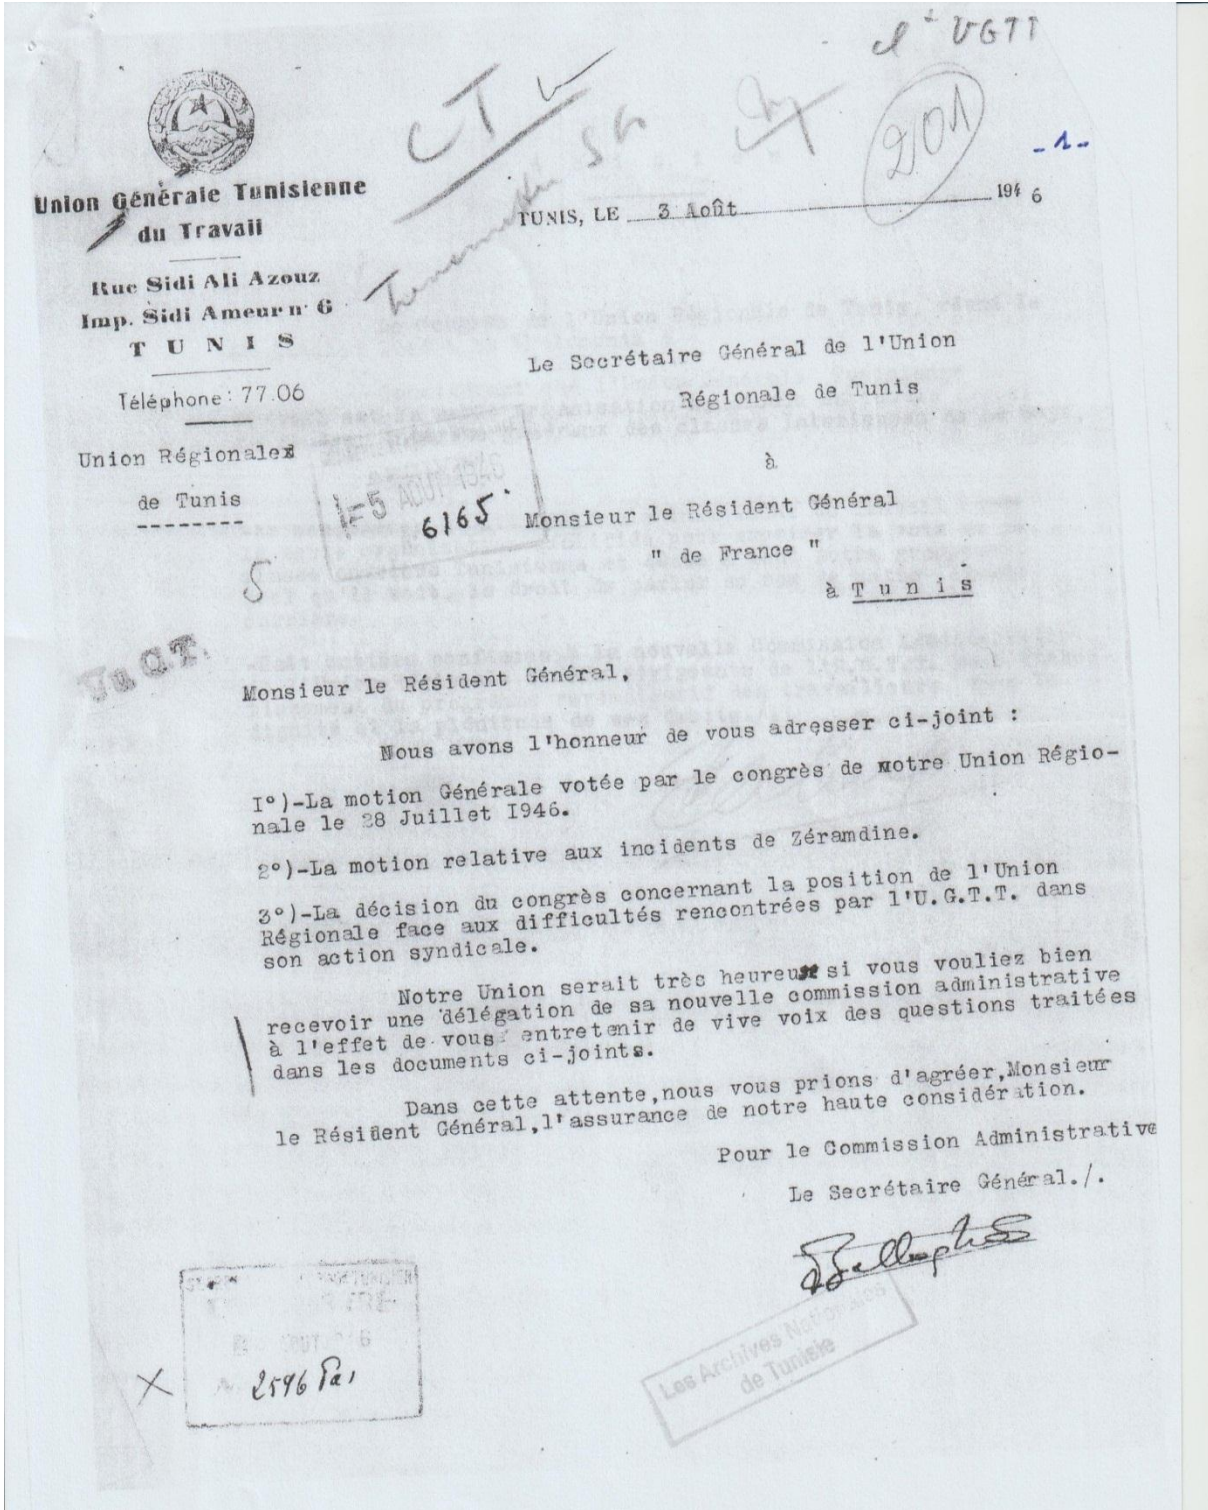 l' UGTT
201
- 1 -
Union Générale Tunisienne
du Travail
Rue Sidi Ali Azouz
Imp. Sidi Ameur n° 6
TUNIS
Téléphone: 77.06
Union Régionale
de Tunis
--------
TUNIS, LE 3 Août 1946
Le Secrétaire Général de l'Union
Régionale de Tunis
à
Monsieur le Résident Général
" de France "
à Tunis
5 AOUT 1946
6165
5
U.G.T.
Monsieur le Résident Général,
Nous avons l'honneur de vous adresser ci-joint :
I°)-La motion Générale votée par le congrès de notre Union Régio-
nale le 28 Juillet I946.
2°)-La motion relative aux incidents de Zéramdine.
3°)-La décision du congrès concernant la position de l'Union
Régionale face aux difficultés rencontrées par l'U.G.T.T. dans
son action syndicale.
Notre Union serait très heureuse si vous vouliez bien
recevoir une délégation de sa nouvelle commission administrative
à l'effet de vous entretenir de vive voix des questions traitées
dans les documents ci-joints.
Dans cette attente,nous vous prions d'agréer,Monsieur
le Résident Général,l'assurance de notre haute considération.
Pour le Commission Administrative
Le Secrétaire Général./.
Les Archives Nationales
de Tunisie
2596